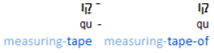 קָו קַו־
qu qu -
measuring-tape measuring-tape-of